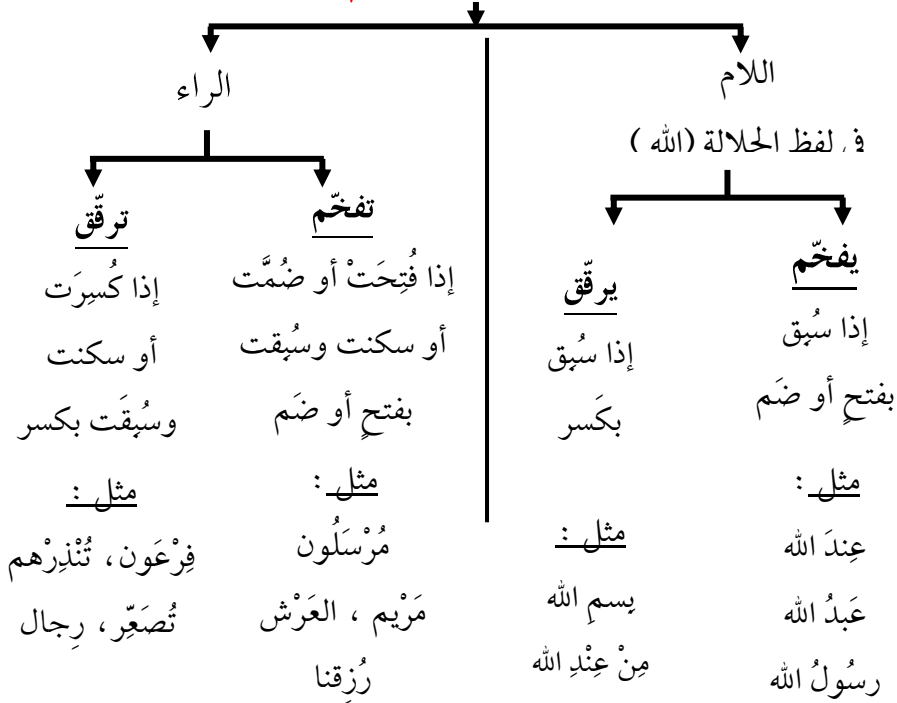 اللام
في لفظ الجلالة (الله )
يفخّم
إذا سُبِق
بفتحٍ أو ضَم
مثل :
عِندَ الله
عَبدُ الله
رسولُ الله
يرقّق
إذا سُبِق
بكَسر
مثل :
بِسمِ الله
مِنْ عِنْدِ الله
الراء
تفخّم
إذا فُتِحَتْ أو ضُمَّت
أو سكنت وسُبِقت
بفتحٍ أو ضَم
مثل :
مُرْسَلُون
مَرْيم ، العَرْش
رُزِقنا
ترقّق
إذا كُسِرَت
أو سكنت
وسُبِقَت بكسر
مثل :
فِرْعَون، تُنْذِرْهم
تُصَعِّر، رِجال